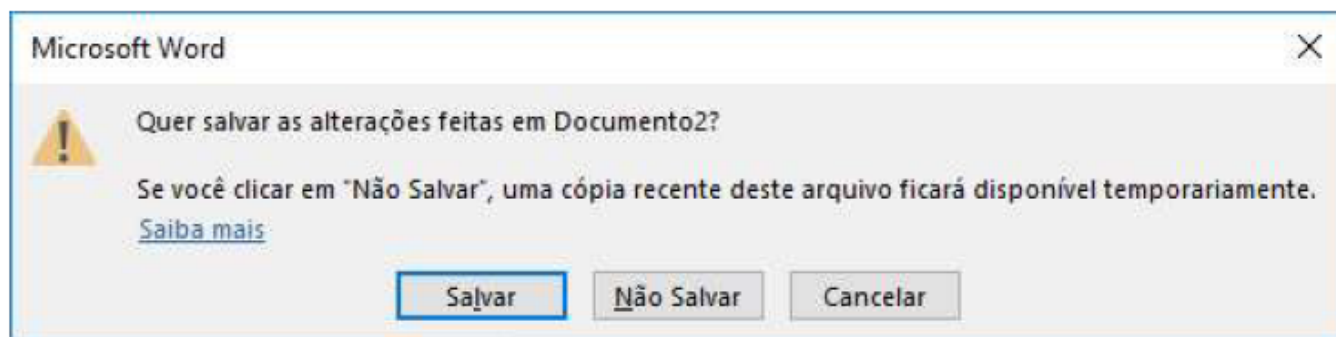 Microsoft Word
Quer salvar as alterações feitas em Documento2?
Se você clicar em "Não Salvar", uma cópia recente deste arquivo ficará disponível temporariamente.
Saiba mais
Salvar Não Salvar Cancelar